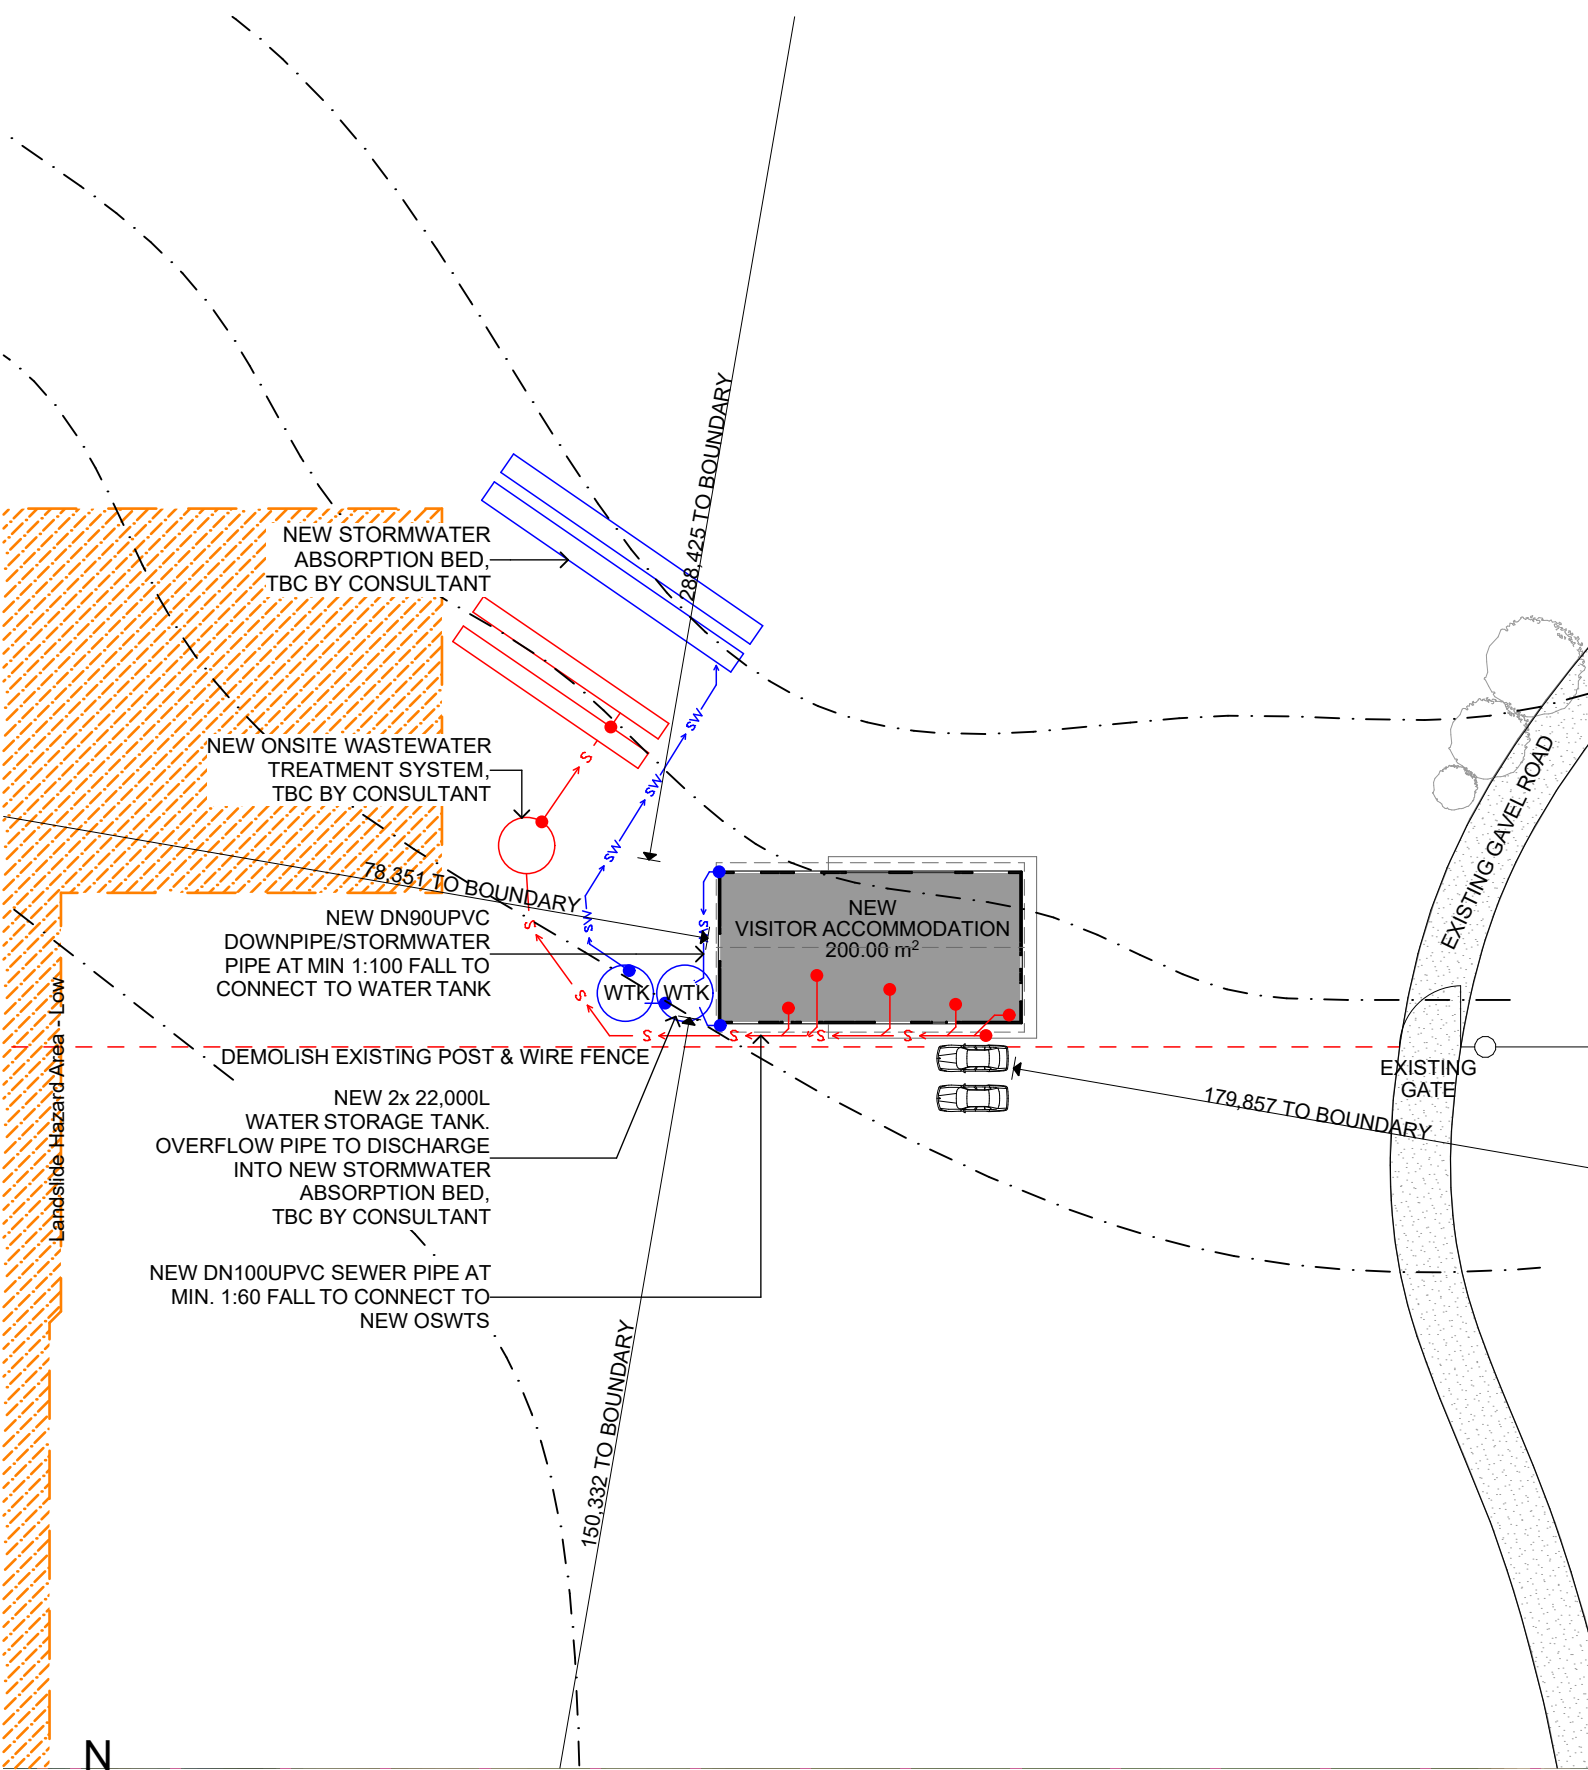 288,425 TO BOUNDARY
NEW STORMWATER
ABSORPTION BED,
TBC BY CONSULTANT
SW
SW
SW
SW
SW
S
NEW ONSITE WASTEWATER
TREATMENT SYSTEM,
TBC BY CONSULTANT
EXISTING GAVEL ROAD
78,351 TO BOUNDARY
NEW
VISITOR ACCOMMODATION
200.00 m²
NEW DN90UPVC
DOWNPIPE/STORMWATER
PIPE AT MIN 1:100 FALL TO
CONNECT TO WATER TANK
S
S
WTK
WTK
S
S
S
S
Landslide Hazard Area - Low
DEMOLISH EXISTING POST & WIRE FENCE
EXISTING
GATE
179,857 TO BOUNDARY
NEW 2x 22,000L
WATER STORAGE TANK.
OVERFLOW PIPE TO DISCHARGE
INTO NEW STORMWATER
ABSORPTION BED,
TBC BY CONSULTANT
NEW DN100UPVC SEWER PIPE AT
MIN. 1:60 FALL TO CONNECT TO
NEW OSWTS
150,332 TO BOUNDARY
N